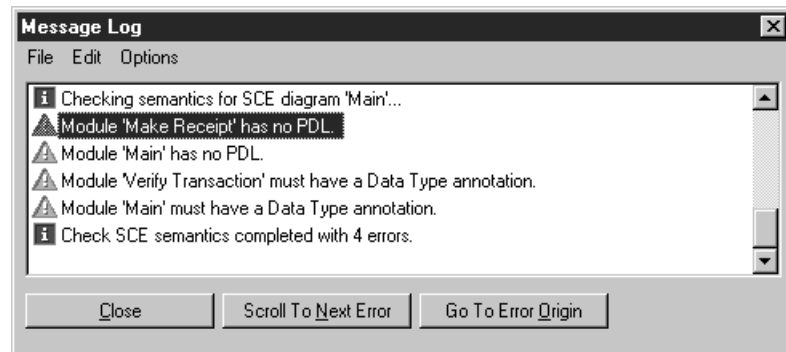 Message Log
File Edit Options
Checking semantics for SCE diagram 'Main'...
Module 'Make Receipt' has no PDL.
Module 'Main' has no PDL.
Module 'Verify Transaction' must have a Data Type annotation.
Module 'Main' must have a Data Type annotation.
Check SCE semantics completed with 4 errors.
Close Scroll To Next Error Go To Error Origin